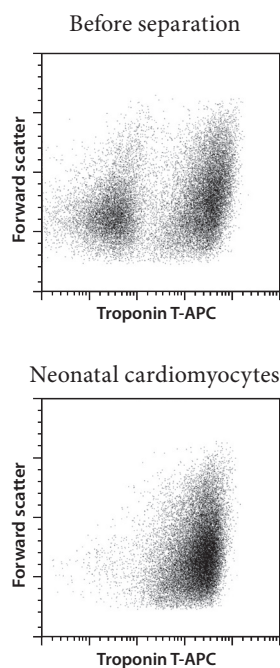 Before separation
Forward scatter
Troponin T-APC
Neonatal cardiomyocytes
Forward scatter
Troponin T-APC